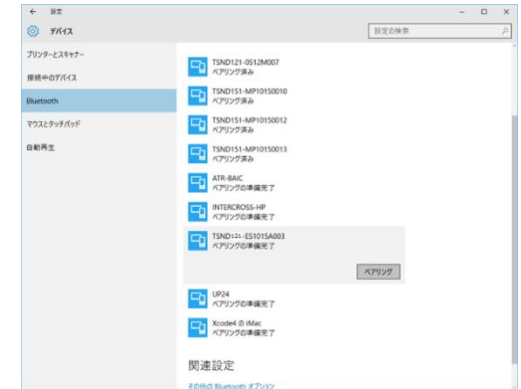 ← 設定
デバイス
設定の検索
プリンターとスキャナー
接続中のデバイス
Bluetooth
マウスとタッチパッド
自動再生
TSND121-0512M007
ペアリング済み
TSND151-MP10150010
ペアリング済み
TSND151-MP10150012
ペアリング済み
TSND151-MP10150013
ペアリング済み
ATR-BAIC
ペアリングの準備完了
INTERCROSS-HP
ペアリングの準備完了
TSND121-ES1015A003
ペアリングの準備完了
ペアリング
UP24
ペアリングの準備完了
Xcode4 の iMac
ペアリングの準備完了
関連設定
その他の Bluetooth オプション